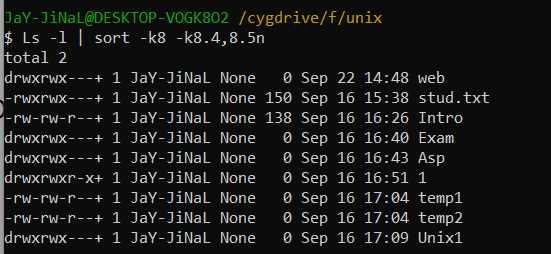 JaY-JiNaL@DESKTOP-VOGK8O2 /cygdrive/f/unix
$ Ls -l | sort -k8 -k8.4,8.5n
total 2
drwxrwx---+ 1 JaY-JiNaL None   0 Sep 22 14:48 web
-rwxrwx---+ 1 JaY-JiNaL None 150 Sep 16 15:38 stud.txt
-rw-rw-r--+ 1 JaY-JiNaL None 138 Sep 16 16:26 Intro
drwxrwx---+ 1 JaY-JiNaL None   0 Sep 16 16:40 Exam
drwxrwx---+ 1 JaY-JiNaL None   0 Sep 16 16:43 Asp
drwxrwxr-x+ 1 JaY-JiNaL None   0 Sep 16 16:51 1
-rw-rw-r--+ 1 JaY-JiNaL None   0 Sep 16 17:04 temp1
-rw-rw-r--+ 1 JaY-JiNaL None   0 Sep 16 17:04 temp2
drwxrwx---+ 1 JaY-JiNaL None   0 Sep 16 17:09 Unix1